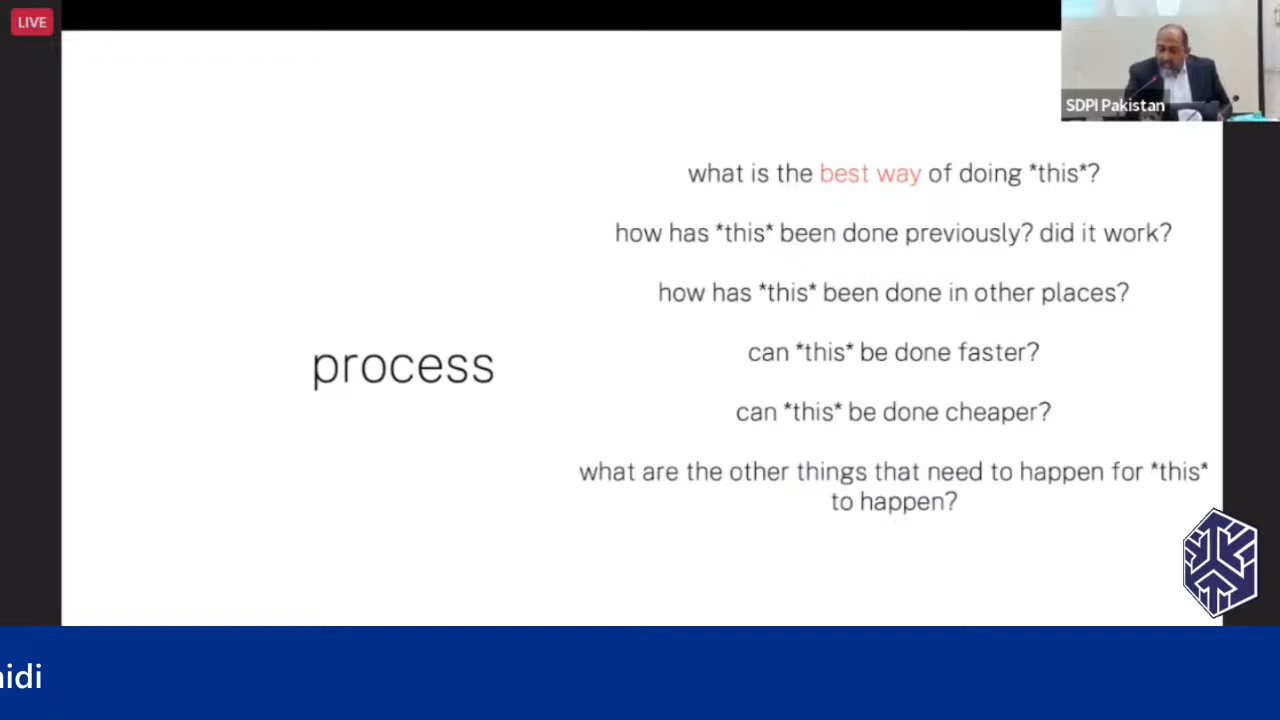 LIVE
SDPI Pakistan
what is the best way of doing *this*?
how has *this* been done previously? did it work?
how has *this* been done in other places?
can *this* be done faster?
process
can *this* be done cheaper?
what are the other things that need to happen for *this*
to happen?
idi